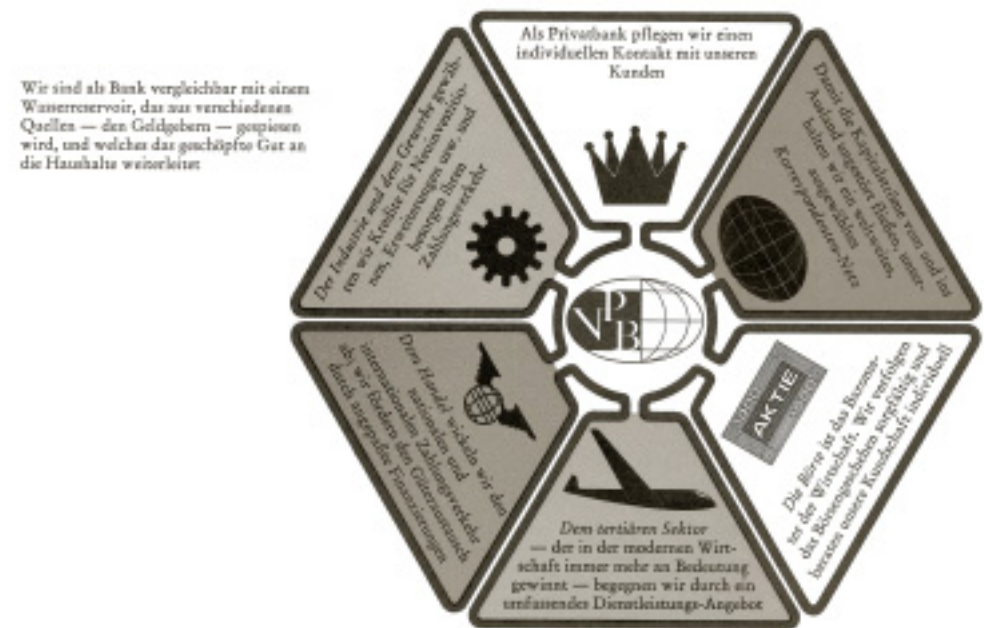 Wir sind als Bank vergleichbar mit einem
Wasserreservoir, das aus verschiedenen
Quellen — den Geldgebern — gespiesen
wird, und welches das geschöpfte Gut an
die Haushalte weiterleitet
Als Privatbank pflegen wir einen
individuellen Kontakt mit unseren
Kunden
Damit die Kapitalströme vom und ins
Ausland ungestört fließen, unter-
halten wir ein weltweites,
ausgewähltes
Korrespondenten-Netz
Die Börse ist das Barome-
ter der Wirtschaft. Wir verfolgen
das Börsengeschehen sorgfältig und
beraten unsere Kundschaft individuell
AKTIE
Dem tertiären Sektor
— der in der modernen Wirt-
schaft immer mehr an Bedeutung
gewinnt — begegnen wir durch ein
umfassendes Dienstleistungs-Angebot
Dem Handel wickeln wir den
nationalen und
internationalen Zahlungsverkehr
ab, wir fördern den Güteraustausch
durch angepaßte Finanzierungen
Der Industrie und dem Gewerbe gewäh-
ren wir Kredite für Neuinvestitio-
nen, Erweiterungen usw. und
besorgen ihren
Zahlungsverkehr
VPB